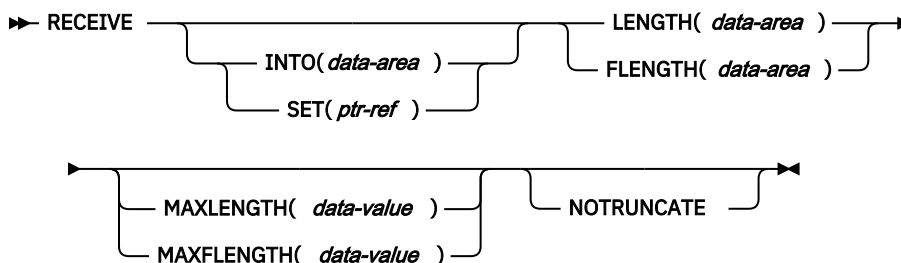 RECEIVE LENGTH( data-area )
INTO( data-area ) FLENGTH( data-area )
SET( ptr-ref )
MAXLENGTH( data-value ) NOTRUNCATE
MAXFLENGTH( data-value )